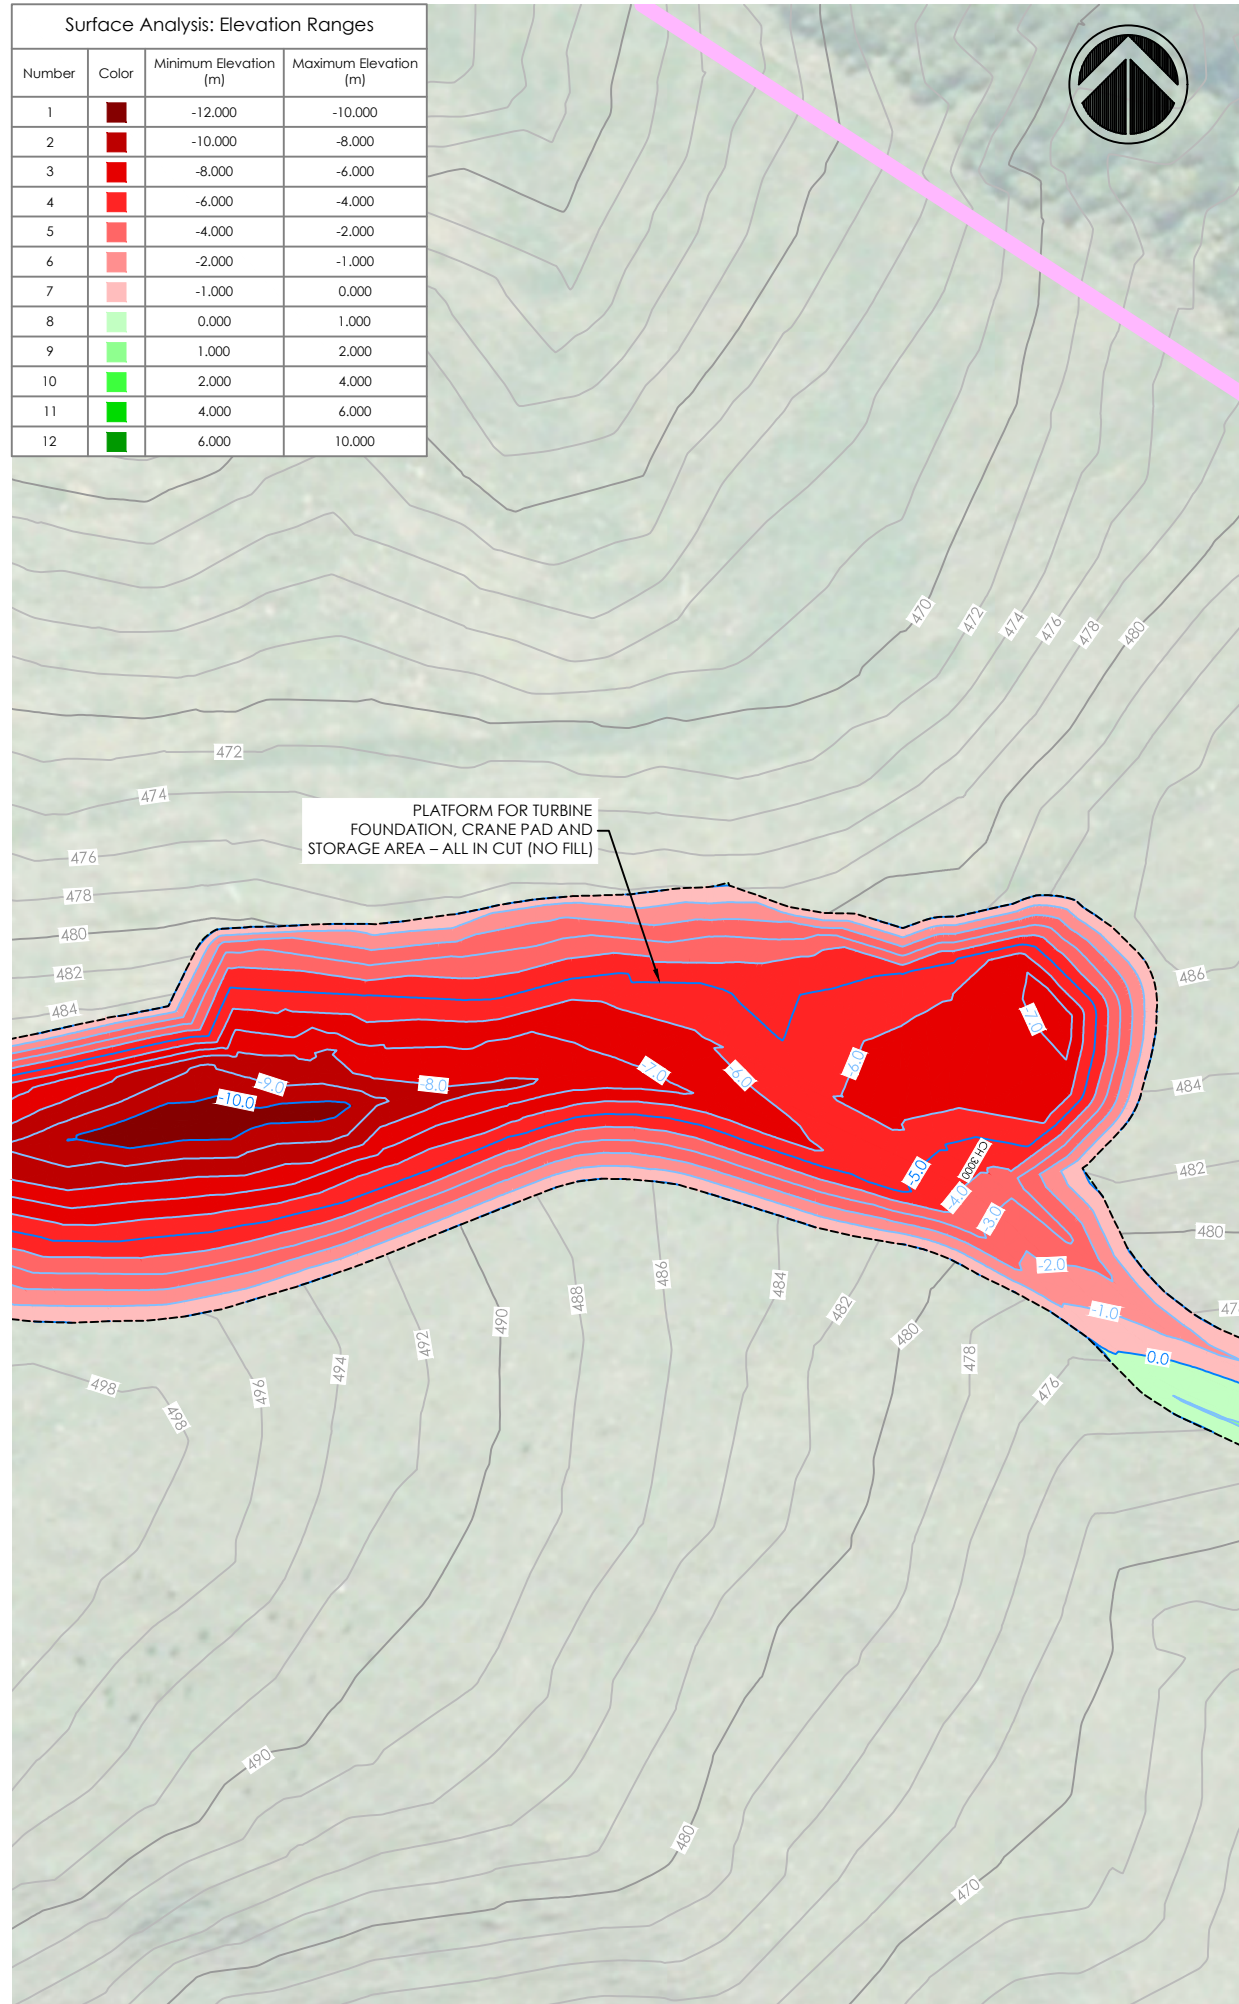 Surface Analysis: Elevation Ranges
Number Color Minimum Elevation (m) Maximum Elevation (m)
1 -12.000 -10.000
2 -10.000 -8.000
3 -8.000 -6.000
4 -6.000 -4.000
5 -4.000 -2.000
6 -2.000 -1.000
7 -1.000 0.000
8 0.000 1.000
9 1.000 2.000
10 2.000 4.000
11 4.000 6.000
12 6.000 10.000
470
472
474
476
478
480
472
474
PLATFORM FOR TURBINE
FOUNDATION, CRANE PAD AND
STORAGE AREA – ALL IN CUT (NO FILL)
476
478
480
482
484
486
484
482
480
-7.0
-6.0
-6.0
-7.0
-8.0
-9.0
-10.0
CH 3000
-5.0
-4.0
-3.0
-2.0
-1.0
0.0
486
484
488
482
490
480
492
478
494
476
496
498
498
490
480
470